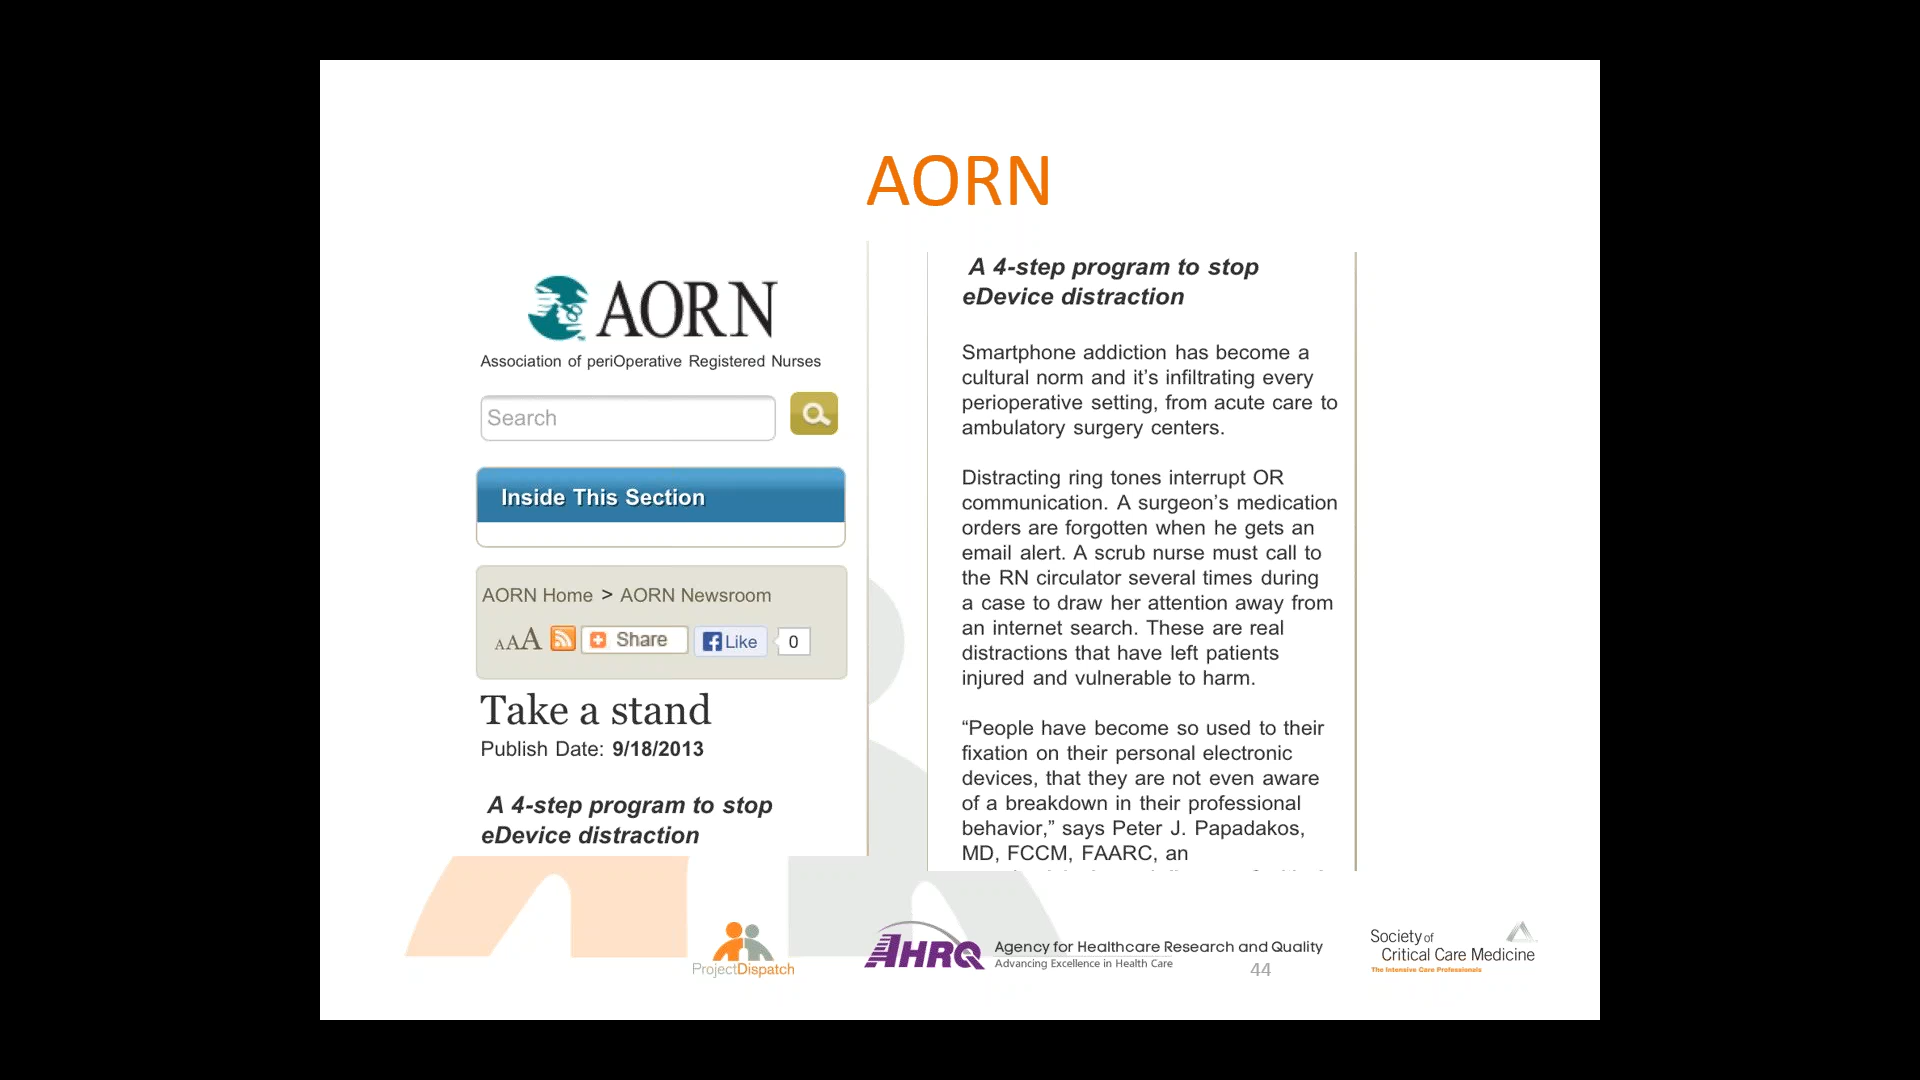 AORN
AORN
Association of periOperative Registered Nurses
Search
Inside This Section
AORN Home > AORN Newsroom
AAA Share Like 0
Take a stand
Publish Date: 9/18/2013
A 4-step program to stop
eDevice distraction
A 4-step program to stop
eDevice distraction
Smartphone addiction has become a
cultural norm and it's infiltrating every
perioperative setting, from acute care to
ambulatory surgery centers.
Distracting ring tones interrupt OR
communication. A surgeon's medication
orders are forgotten when he gets an
email alert. A scrub nurse must call to
the RN circulator several times during
a case to draw her attention away from
an internet search. These are real
distractions that have left patients
injured and vulnerable to harm.
“People have become so used to their
fixation on their personal electronic
devices, that they are not even aware
of a breakdown in their professional
behavior,” says Peter J. Papadakos,
MD, FCCM, FAARC, an
ProjectDispatch
AHRQ
Agency for Healthcare Research and Quality
Advancing Excellence in Health Care
44
Society of
Critical Care Medicine
The Intensive Care Professionals